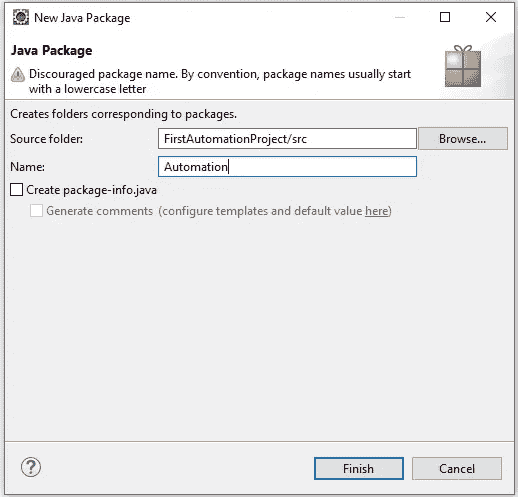 New Java Package
Java Package
Discouraged package name. By convention, package names usually start
with a lowercase letter
Creates folders corresponding to packages.
Source folder: FirstAutomationProject/src Browse...
Name: Automation
Create package-info.java
Generate comments (configure templates and default value here)
? Finish Cancel